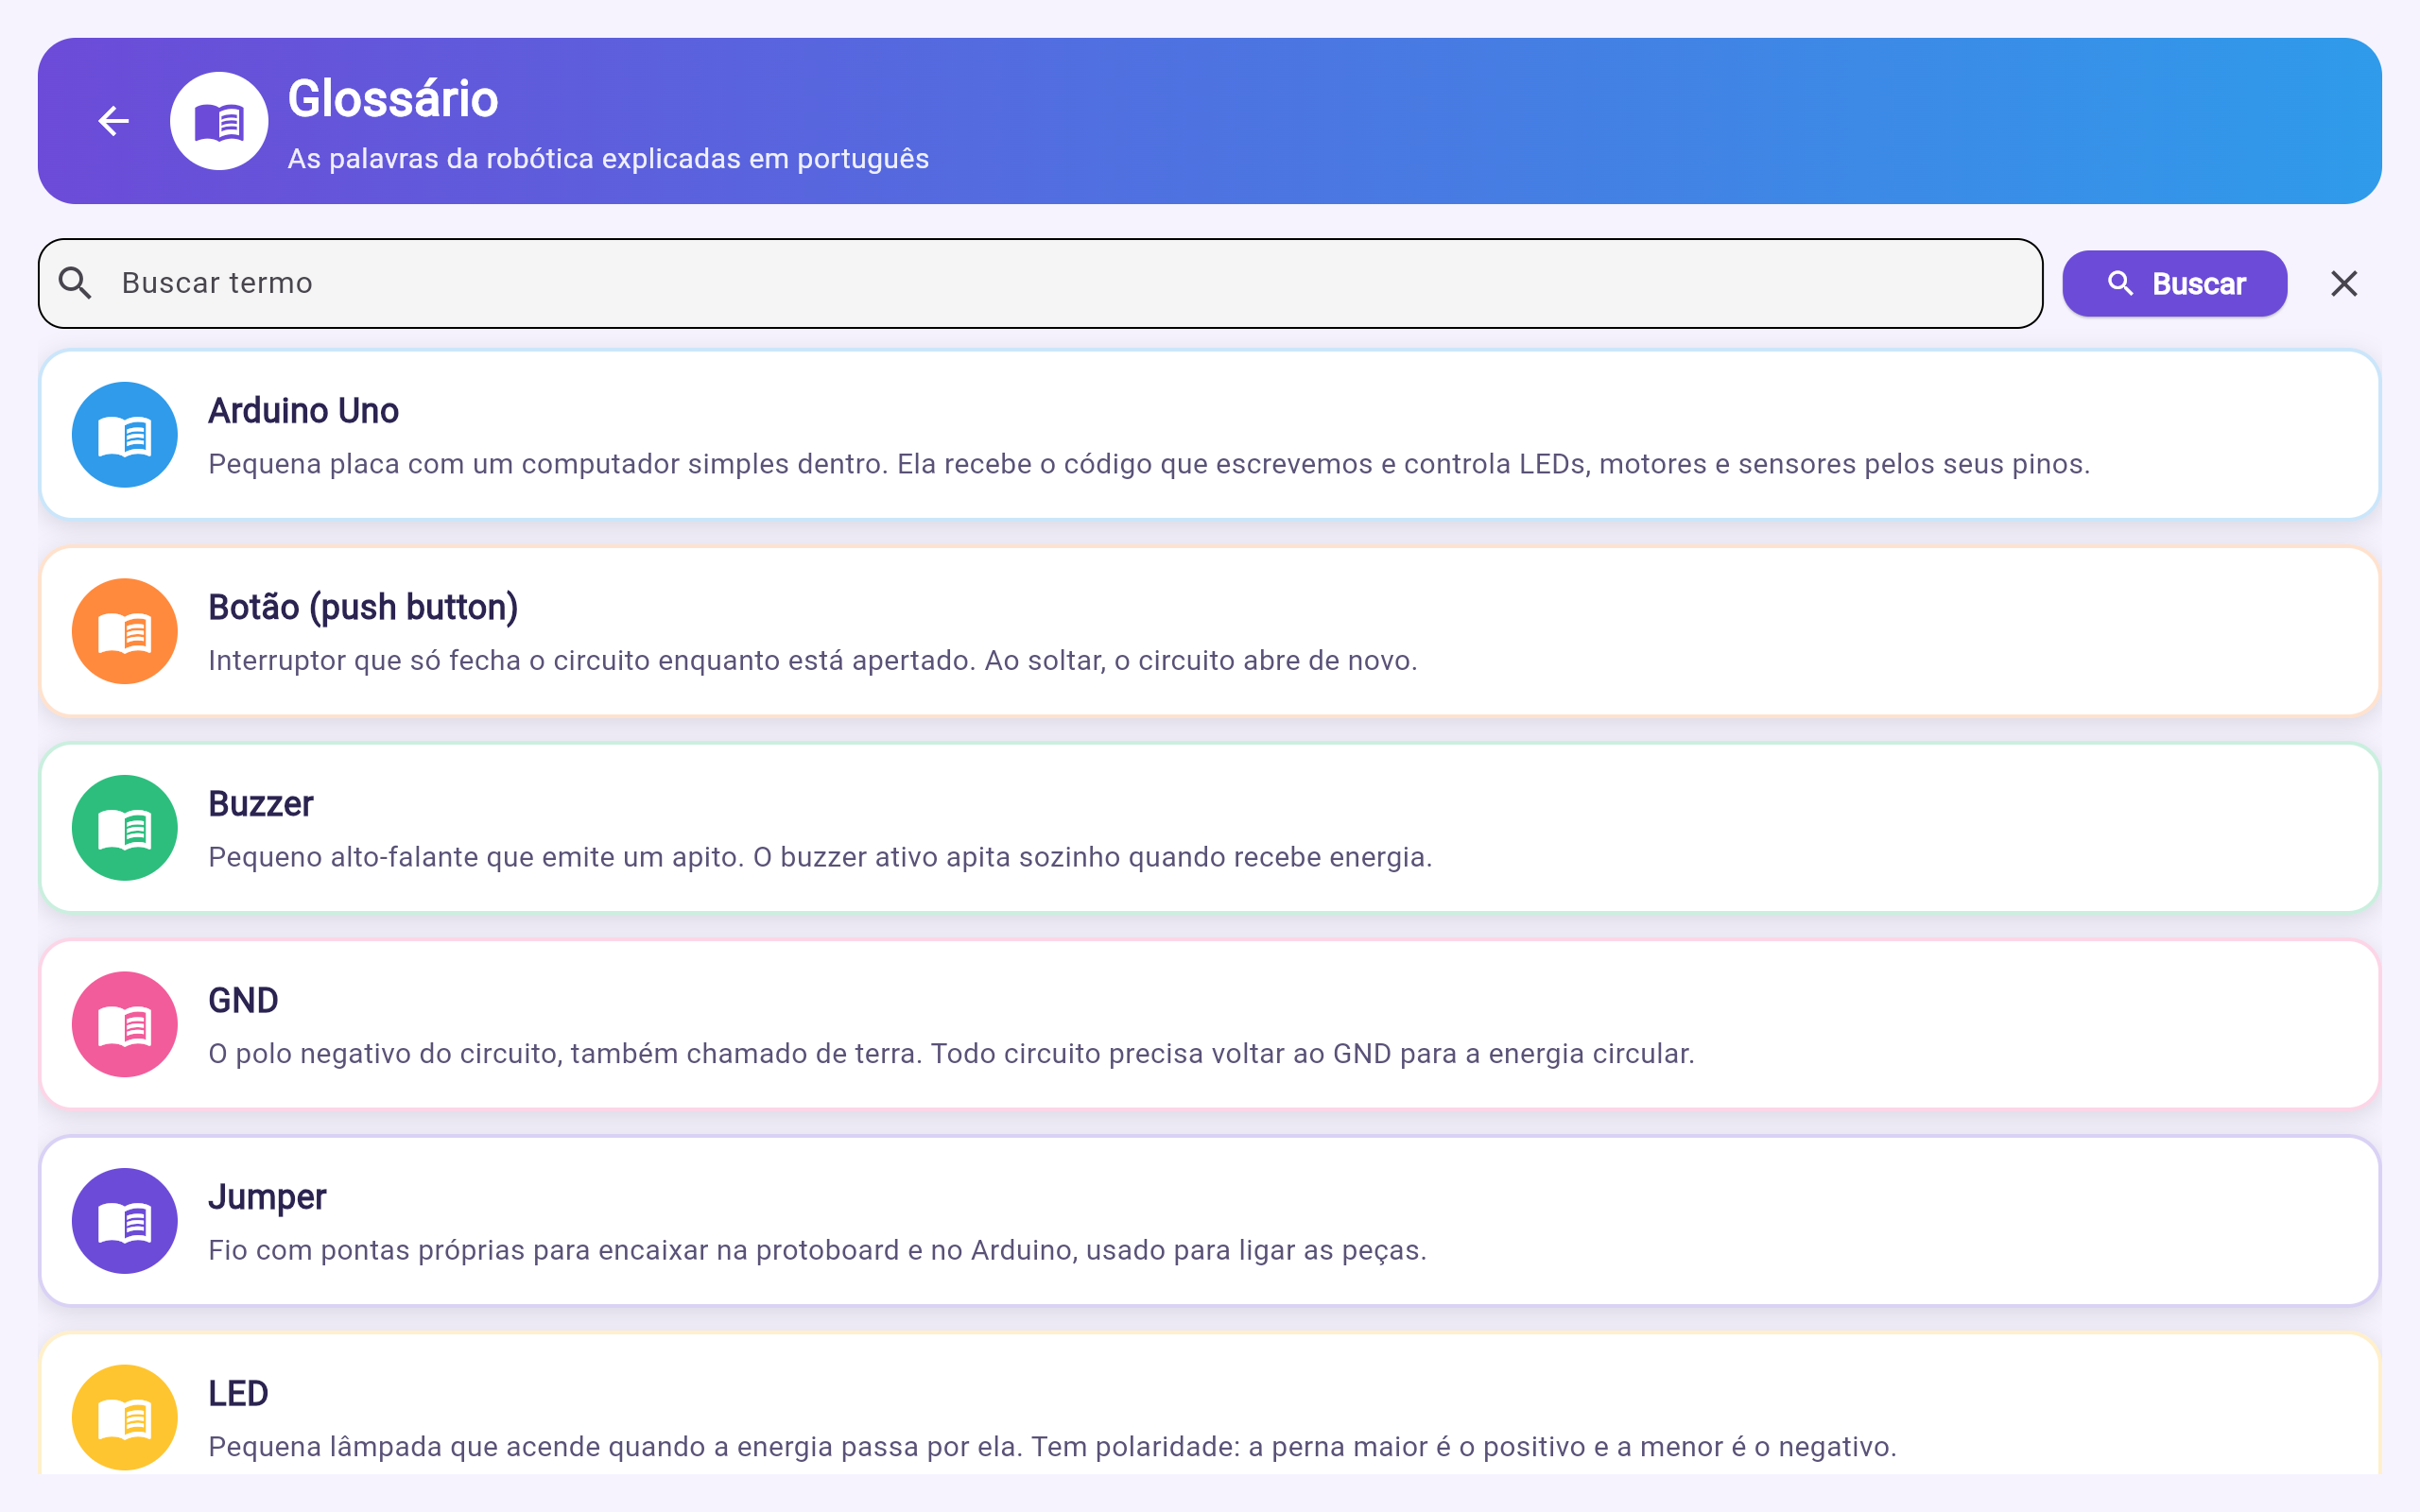 Glossário
As palavras da robótica explicadas em português
Buscar termo
Buscar
Arduino Uno
Pequena placa com um computador simples dentro. Ela recebe o código que escrevemos e controla LEDs, motores e sensores pelos seus pinos.
Botão (push button)
Interruptor que só fecha o circuito enquanto está apertado. Ao soltar, o circuito abre de novo.
Buzzer
Pequeno alto-falante que emite um apito. O buzzer ativo apita sozinho quando recebe energia.
GND
O polo negativo do circuito, também chamado de terra. Todo circuito precisa voltar ao GND para a energia circular.
Jumper
Fio com pontas próprias para encaixar na protoboard e no Arduino, usado para ligar as peças.
LED
Pequena lâmpada que acende quando a energia passa por ela. Tem polaridade: a perna maior é o positivo e a menor é o negativo.